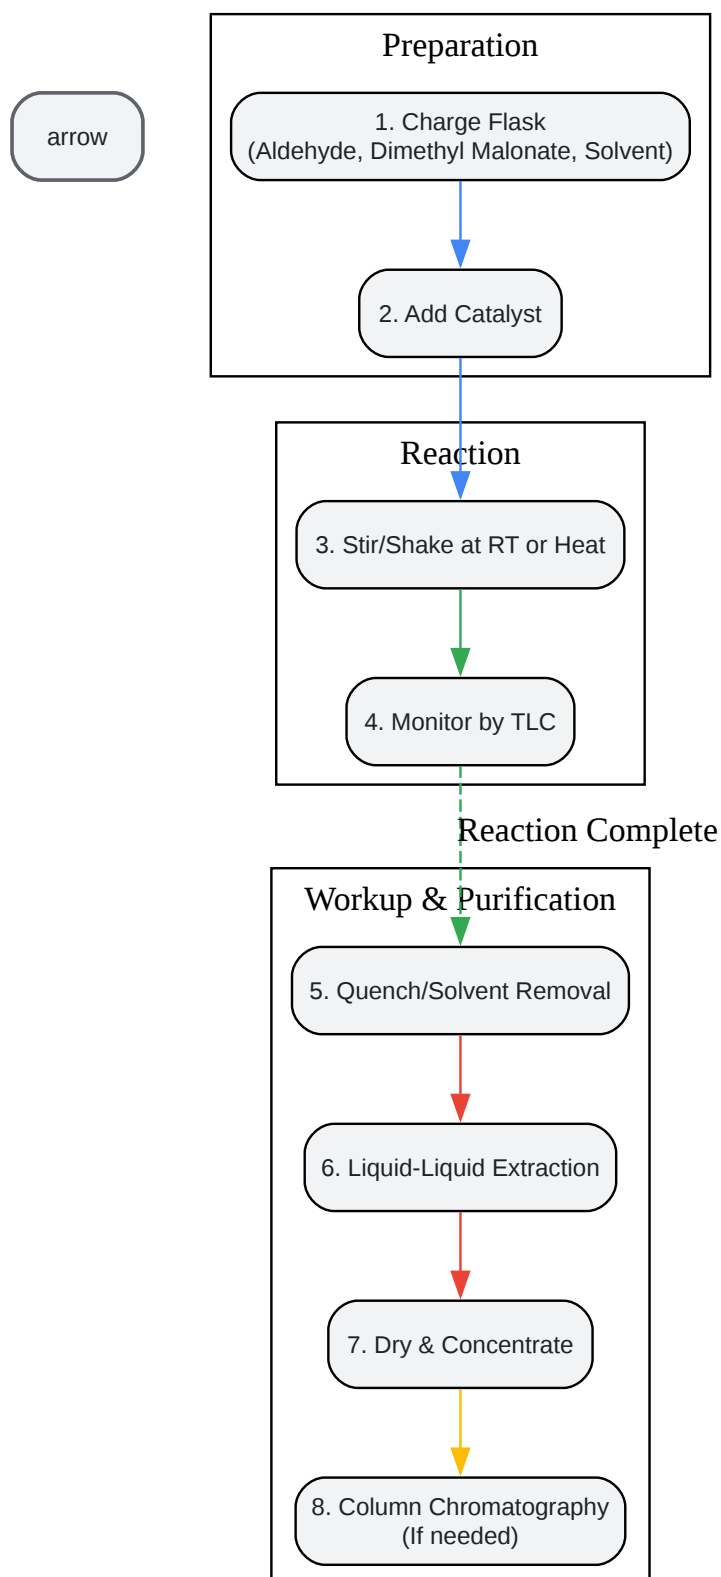 Preparation
arrow
1. Charge Flask
(Aldehyde, Dimethyl Malonate, Solvent)
2. Add Catalyst
Reaction
3. Stir/Shake at RT or Heat
4. Monitor by TLC
Reaction Complete
Workup & Purification
5. Quench/Solvent Removal
6. Liquid-Liquid Extraction
7. Dry & Concentrate
8. Column Chromatography
(If needed)